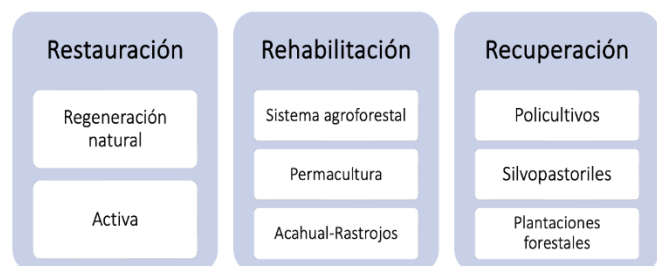 Restauración
Regeneración
natural
Activa
Rehabilitación
Sistema agroforestal
Permacultura
Acahual-Rastrojos
Recuperación
Policultivos
Silvopastoriles
Plantaciones
forestales